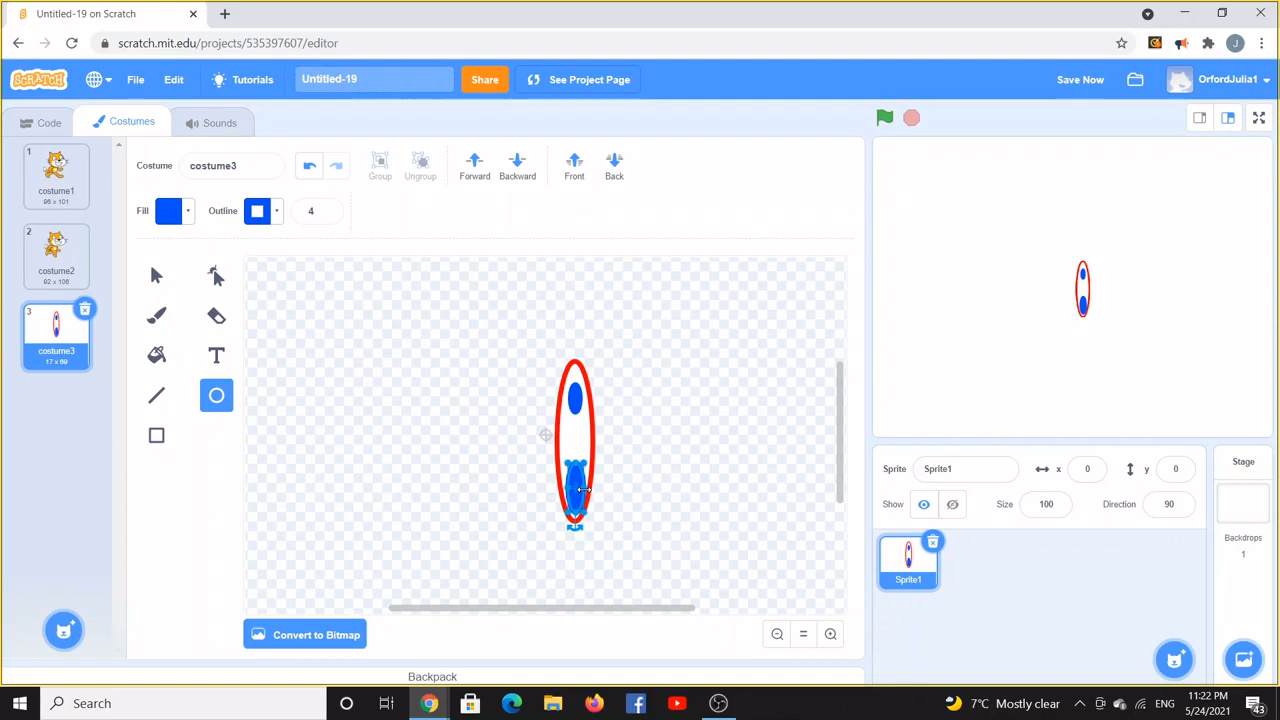 Untitled-19 on Scratch
scratch.mit.edu/projects/535397607/editor
SCRATCH
File
Edit
Tutorials
Untitled-19
Share
See Project Page
Save Now
OrfordJulia1
Code
Costumes
Sounds
1
costume1
96 x 101
2
costume2
92 x 106
3
costume3
17 x 69
Costume
costume3
Group
Ungroup
Forward
Backward
Front
Back
Fill
Outline
4
Convert to Bitmap
Backpack
Sprite
Sprite1
x
0
y
0
Show
Size
100
Direction
90
Sprite1
Stage
Backdrops
1
Search
7°C Mostly clear
ENG
11:22 PM
5/24/2021
43